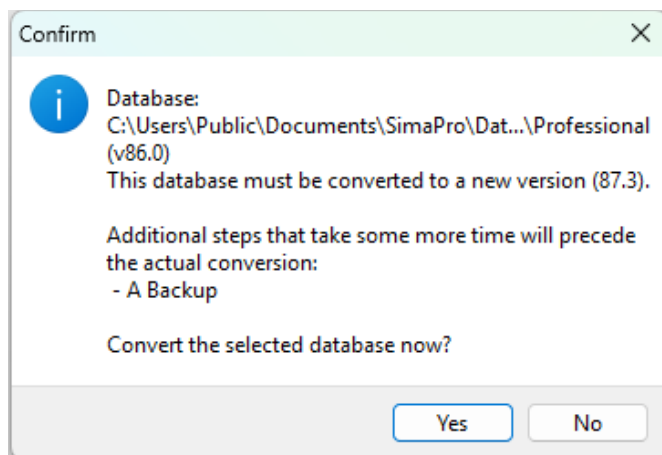 Confirm
Database:
C:\Users\Public\Documents\SimaPro\Dat...\Professional
(v86.0)
This database must be converted to a new version (87.3).
Additional steps that take some more time will precede
the actual conversion:
- A Backup
Convert the selected database now?
Yes No